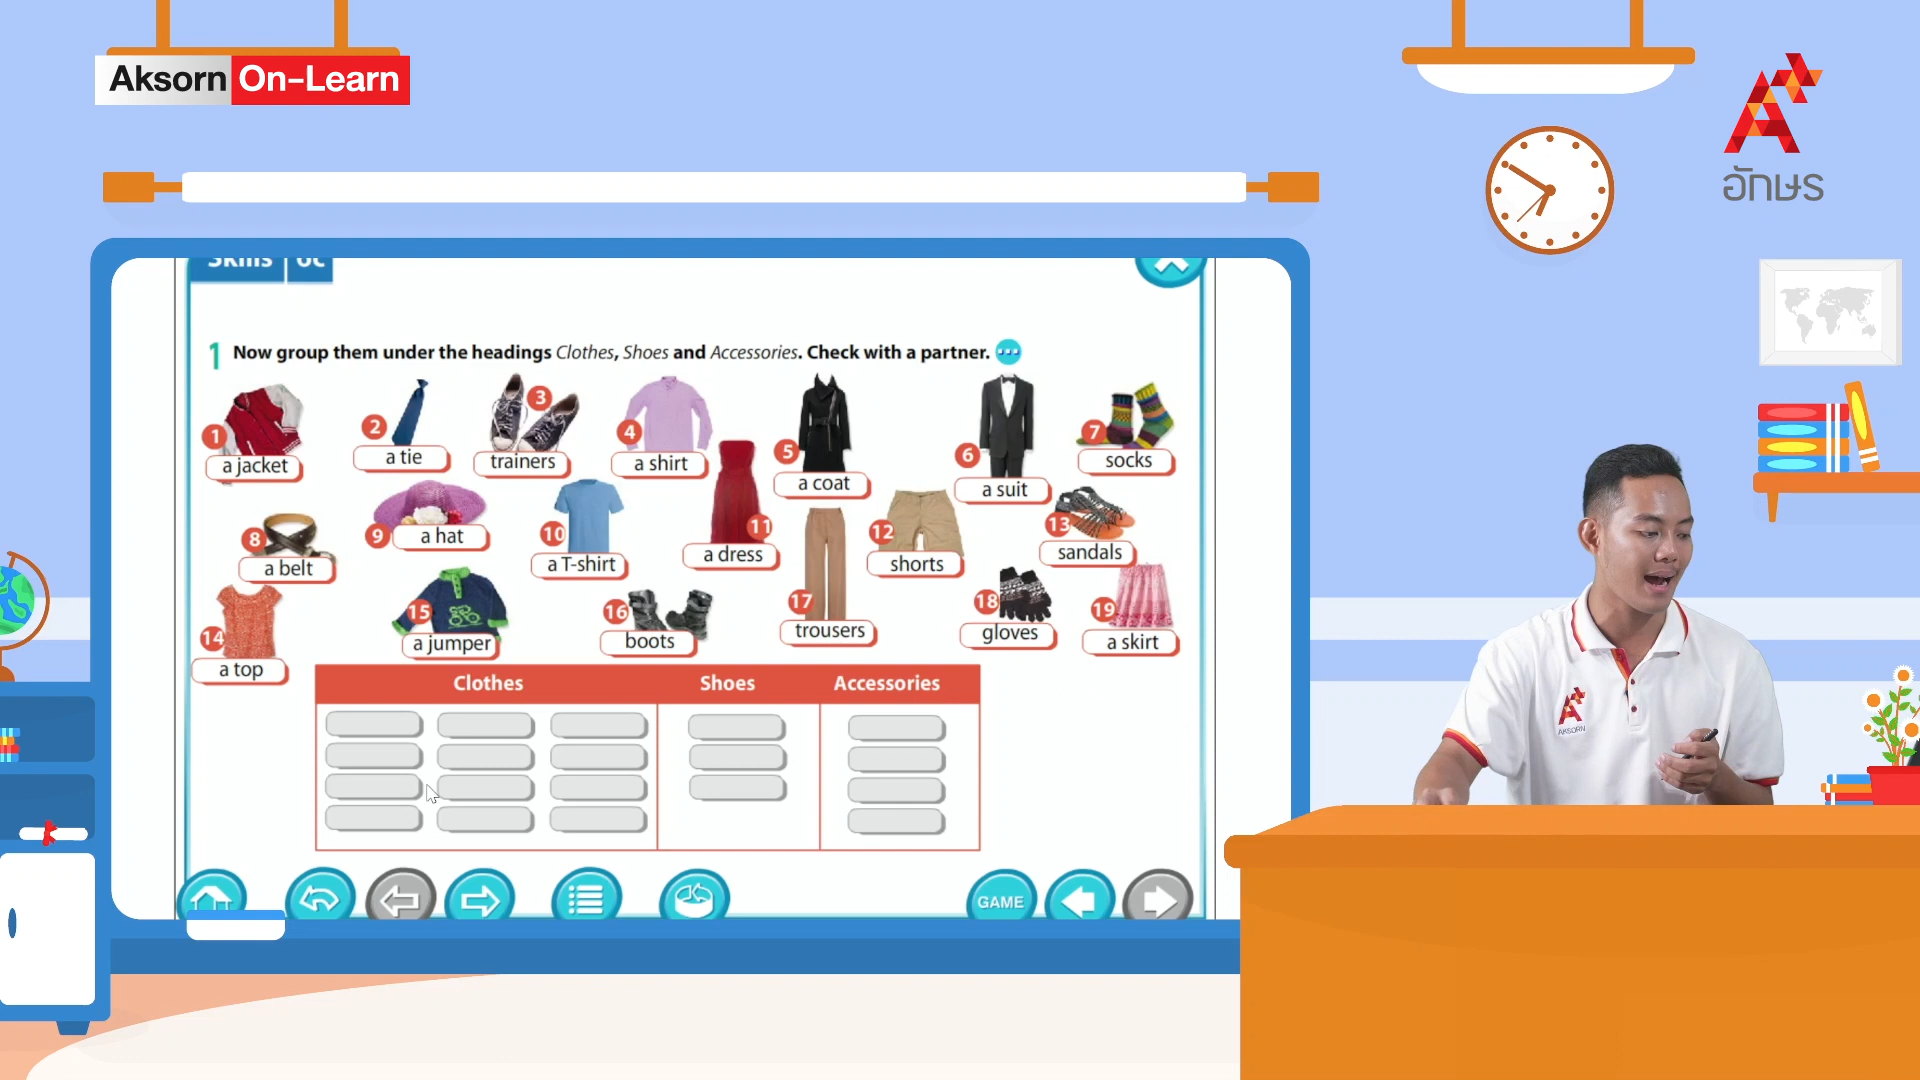 Aksorn On-Learn
อักษร
Skills 6c
1 Now group them under the headings Clothes, Shoes and Accessories. Check with a partner.
1 a jacket
2 a tie
3 trainers
4 a shirt
5 a coat
6 a suit
7 socks
8 a belt
9 a hat
10 a T-shirt
11 a dress
12 shorts
13 sandals
14 a top
15 a jumper
16 boots
17 trousers
18 gloves
19 a skirt
Clothes Shoes Accessories
GAME
AKSORN